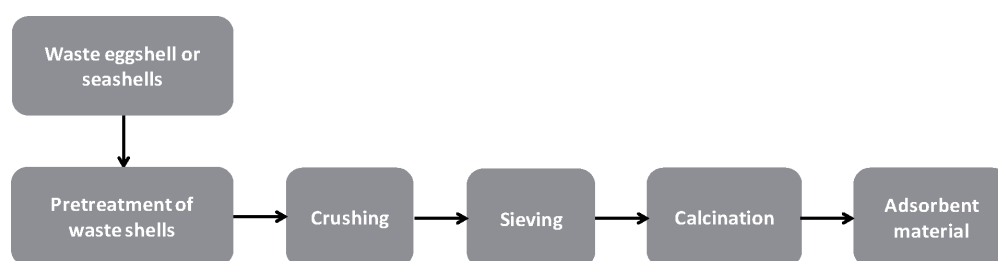 Waste eggshell or
seashells
Pretreatment of
waste shells
Crushing
Sieving
Calcination
Adsorbent
material